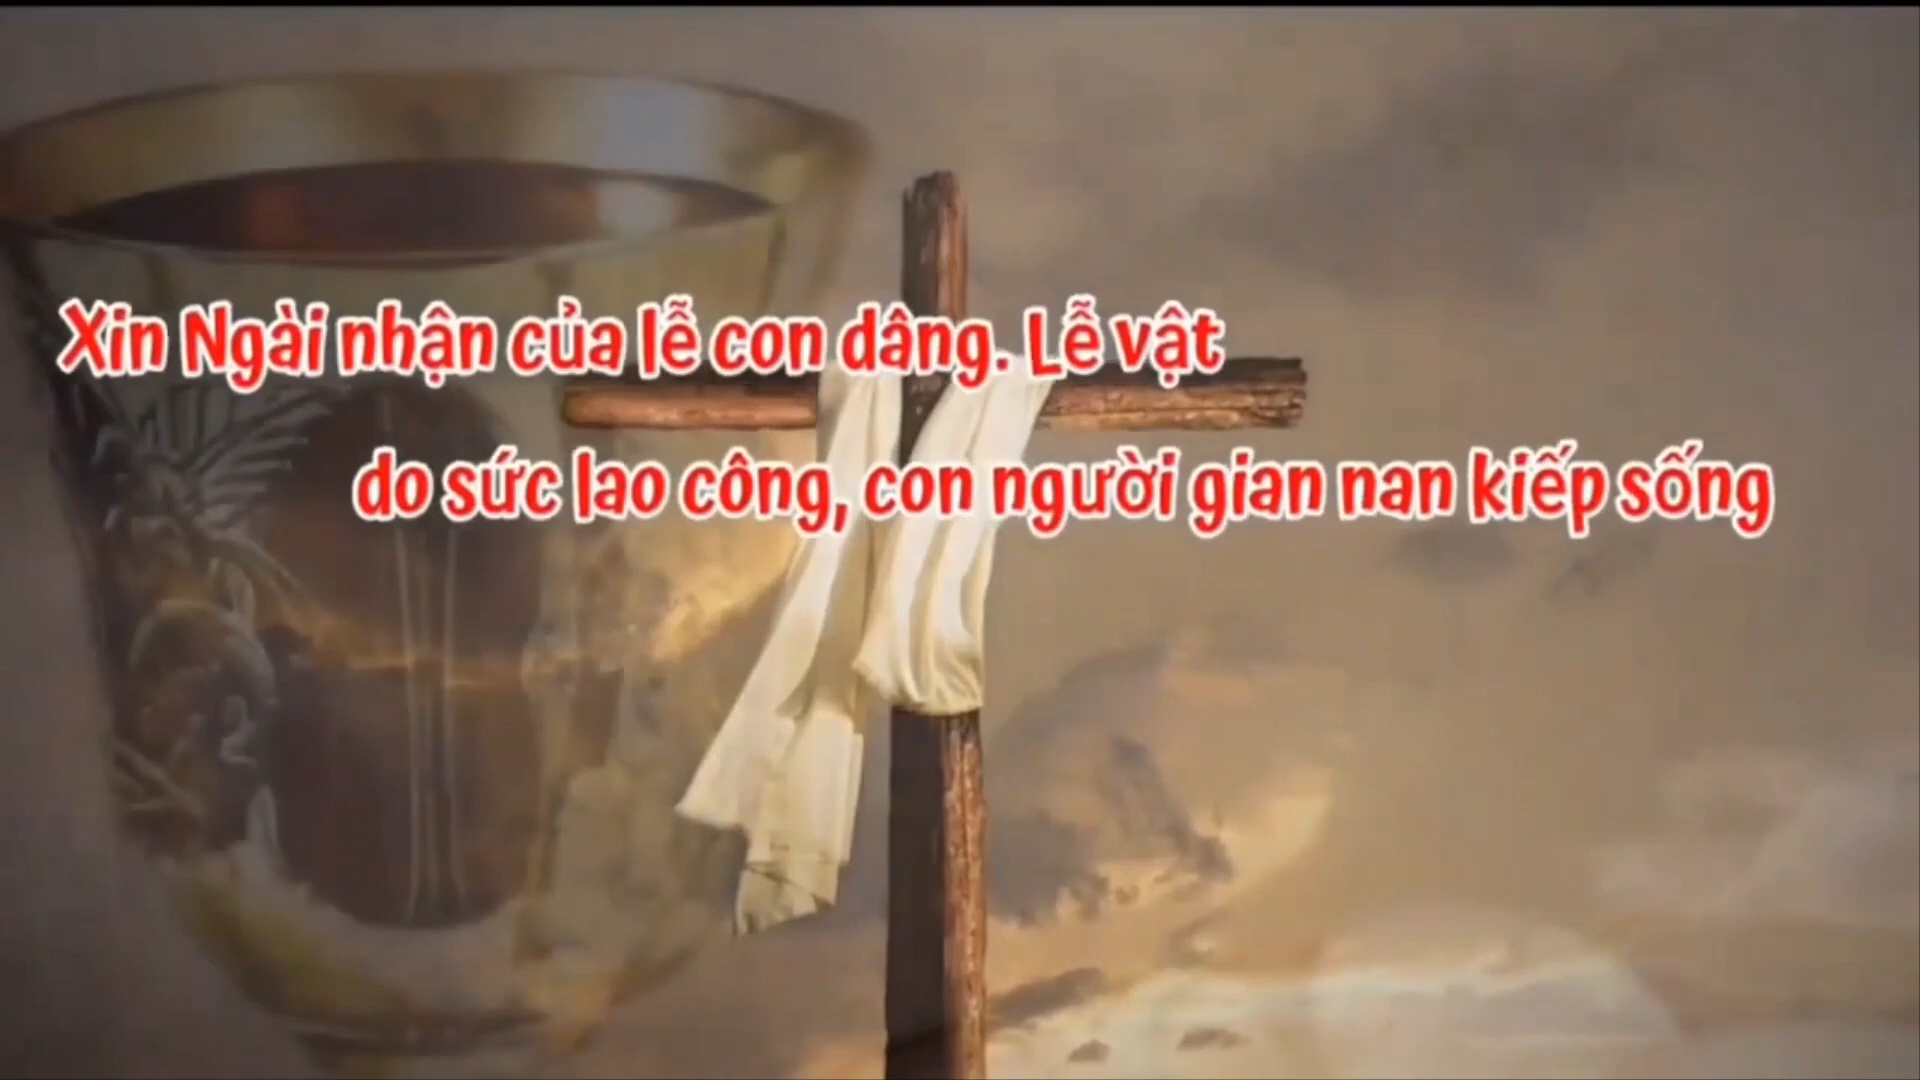 Xin Ngài nhận của lễ con dâng. Lễ vật
do sức lao công, con người gian nan kiếp sống